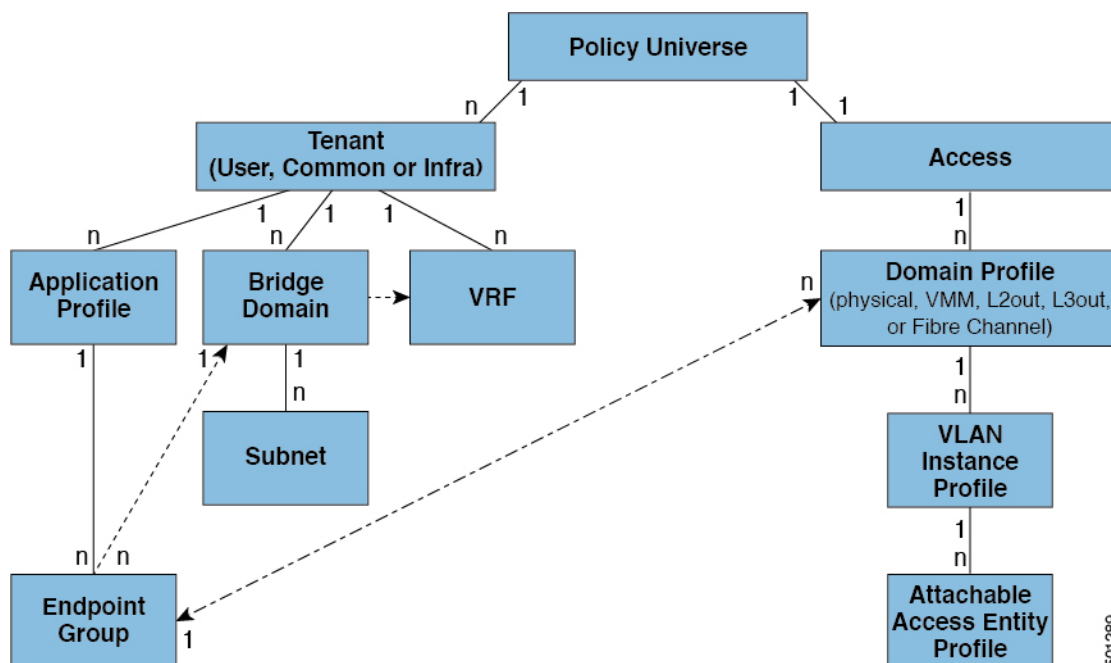 Policy Universe
n
1
1
1
Tenant
(User, Common or Infra)
Access
1
1
1
1
n
n
n
n
Application
Profile
Bridge
Domain
VRF
Domain Profile
(physical, VMM, L2out, L3out,
or Fibre Channel)
n
1
1
1
1
n
n
Subnet
VLAN
Instance
Profile
1
n
n
n
Endpoint
Group
1
Attachable
Access Entity
Profile